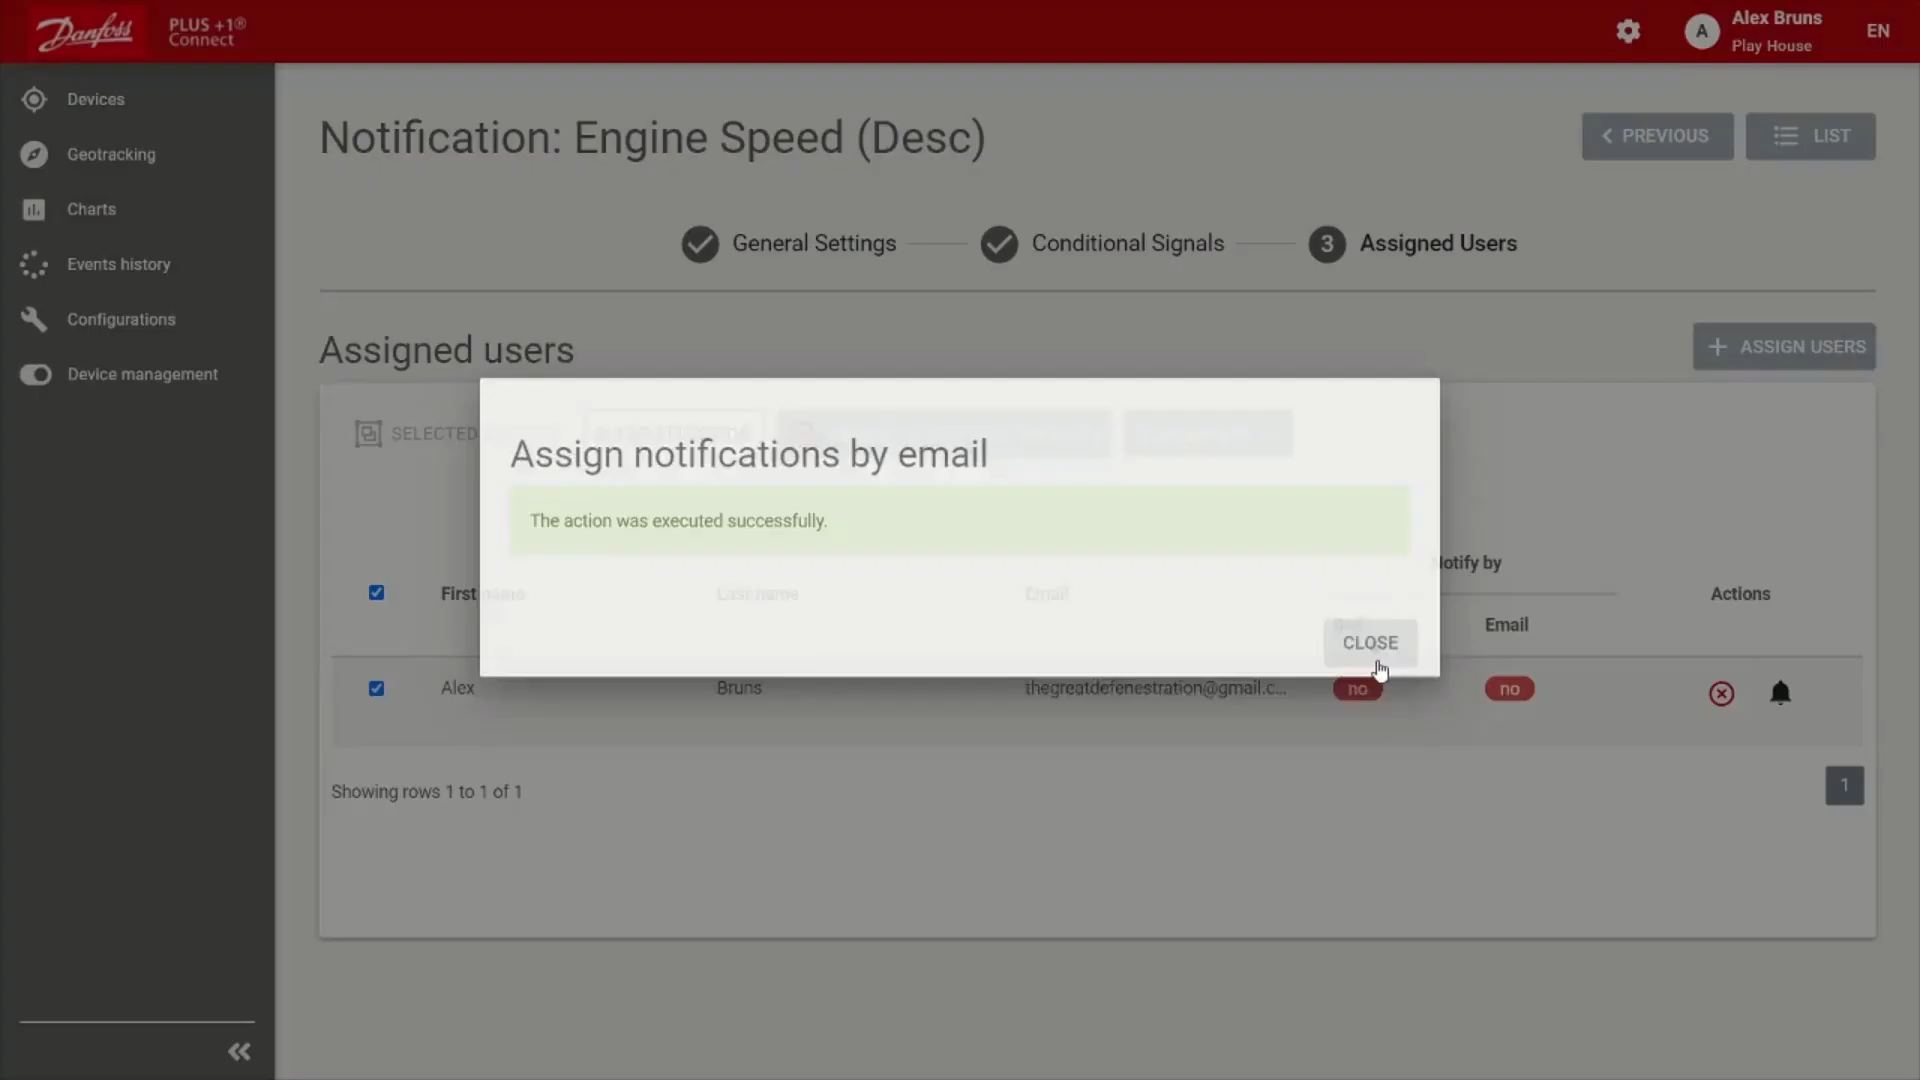 Danfoss
PLUS +1®
Connect
A
Alex Bruns
Play House
EN
Devices
Geotracking
Charts
Events history
Configurations
Device management
Notification: Engine Speed (Desc)
PREVIOUS
LIST
General Settings
Conditional Signals
3 Assigned Users
Assigned users
ASSIGN USERS
SELECTED
Assign notifications by email
The action was executed successfully.
CLOSE
First name
Last name
Email
Notify by
Email
Actions
Alex
Bruns
thegreatdefenestration@gmail.c...
no
no
Showing rows 1 to 1 of 1
1